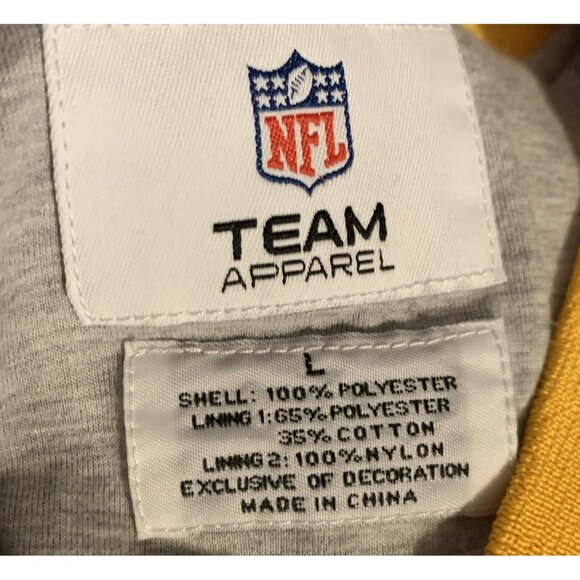 NFL
TEAM
APPAREL
L
SHELL: 100% POLYESTER
LINING 1: 65% POLYESTER
35% COTTON
LINING 2: 100% NYLON
EXCLUSIVE OF DECORATION
MADE IN CHINA